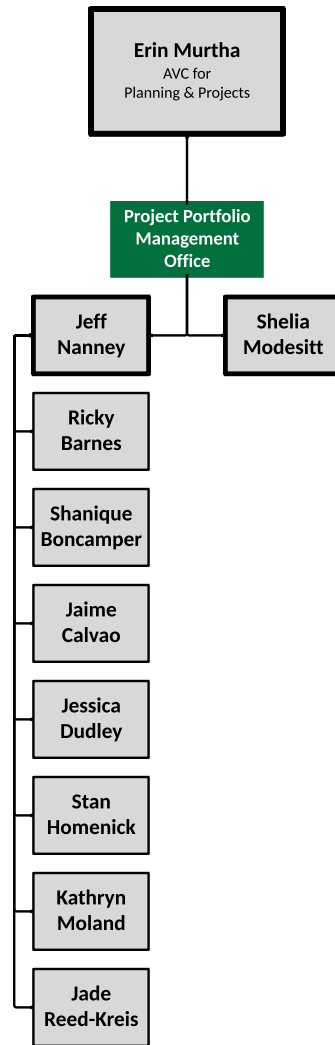 Erin Murtha
AVC for
Planning & Projects
Project Portfolio
Management
Office
Jeff
Nanney
Shelia
Modesitt
Ricky
Barnes
Shanique
Boncamper
Jaime
Calvao
Jessica
Dudley
Stan
Homenick
Kathryn
Moland
Jade
Reed-Kreis